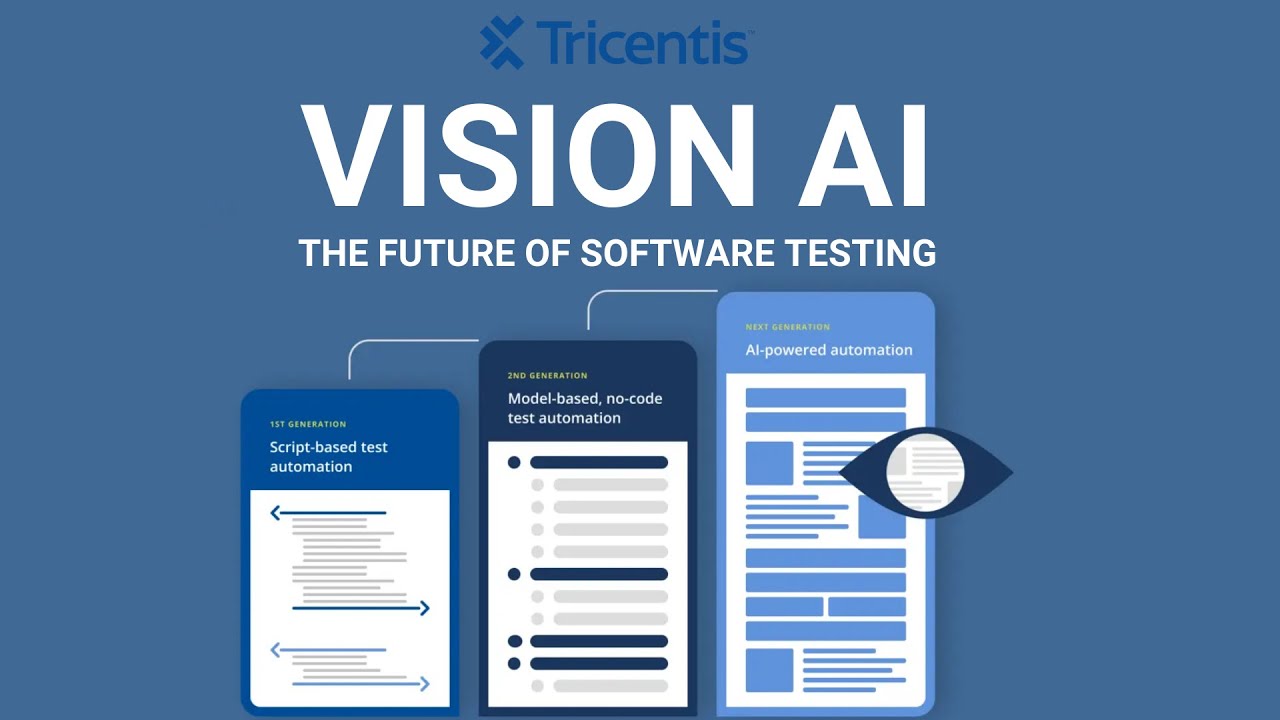 Tricentis™
VISION AI
THE FUTURE OF SOFTWARE TESTING
1ST GENERATION
Script-based test
automation
2ND GENERATION
Model-based, no-code
test automation
NEXT GENERATION
AI-powered automation